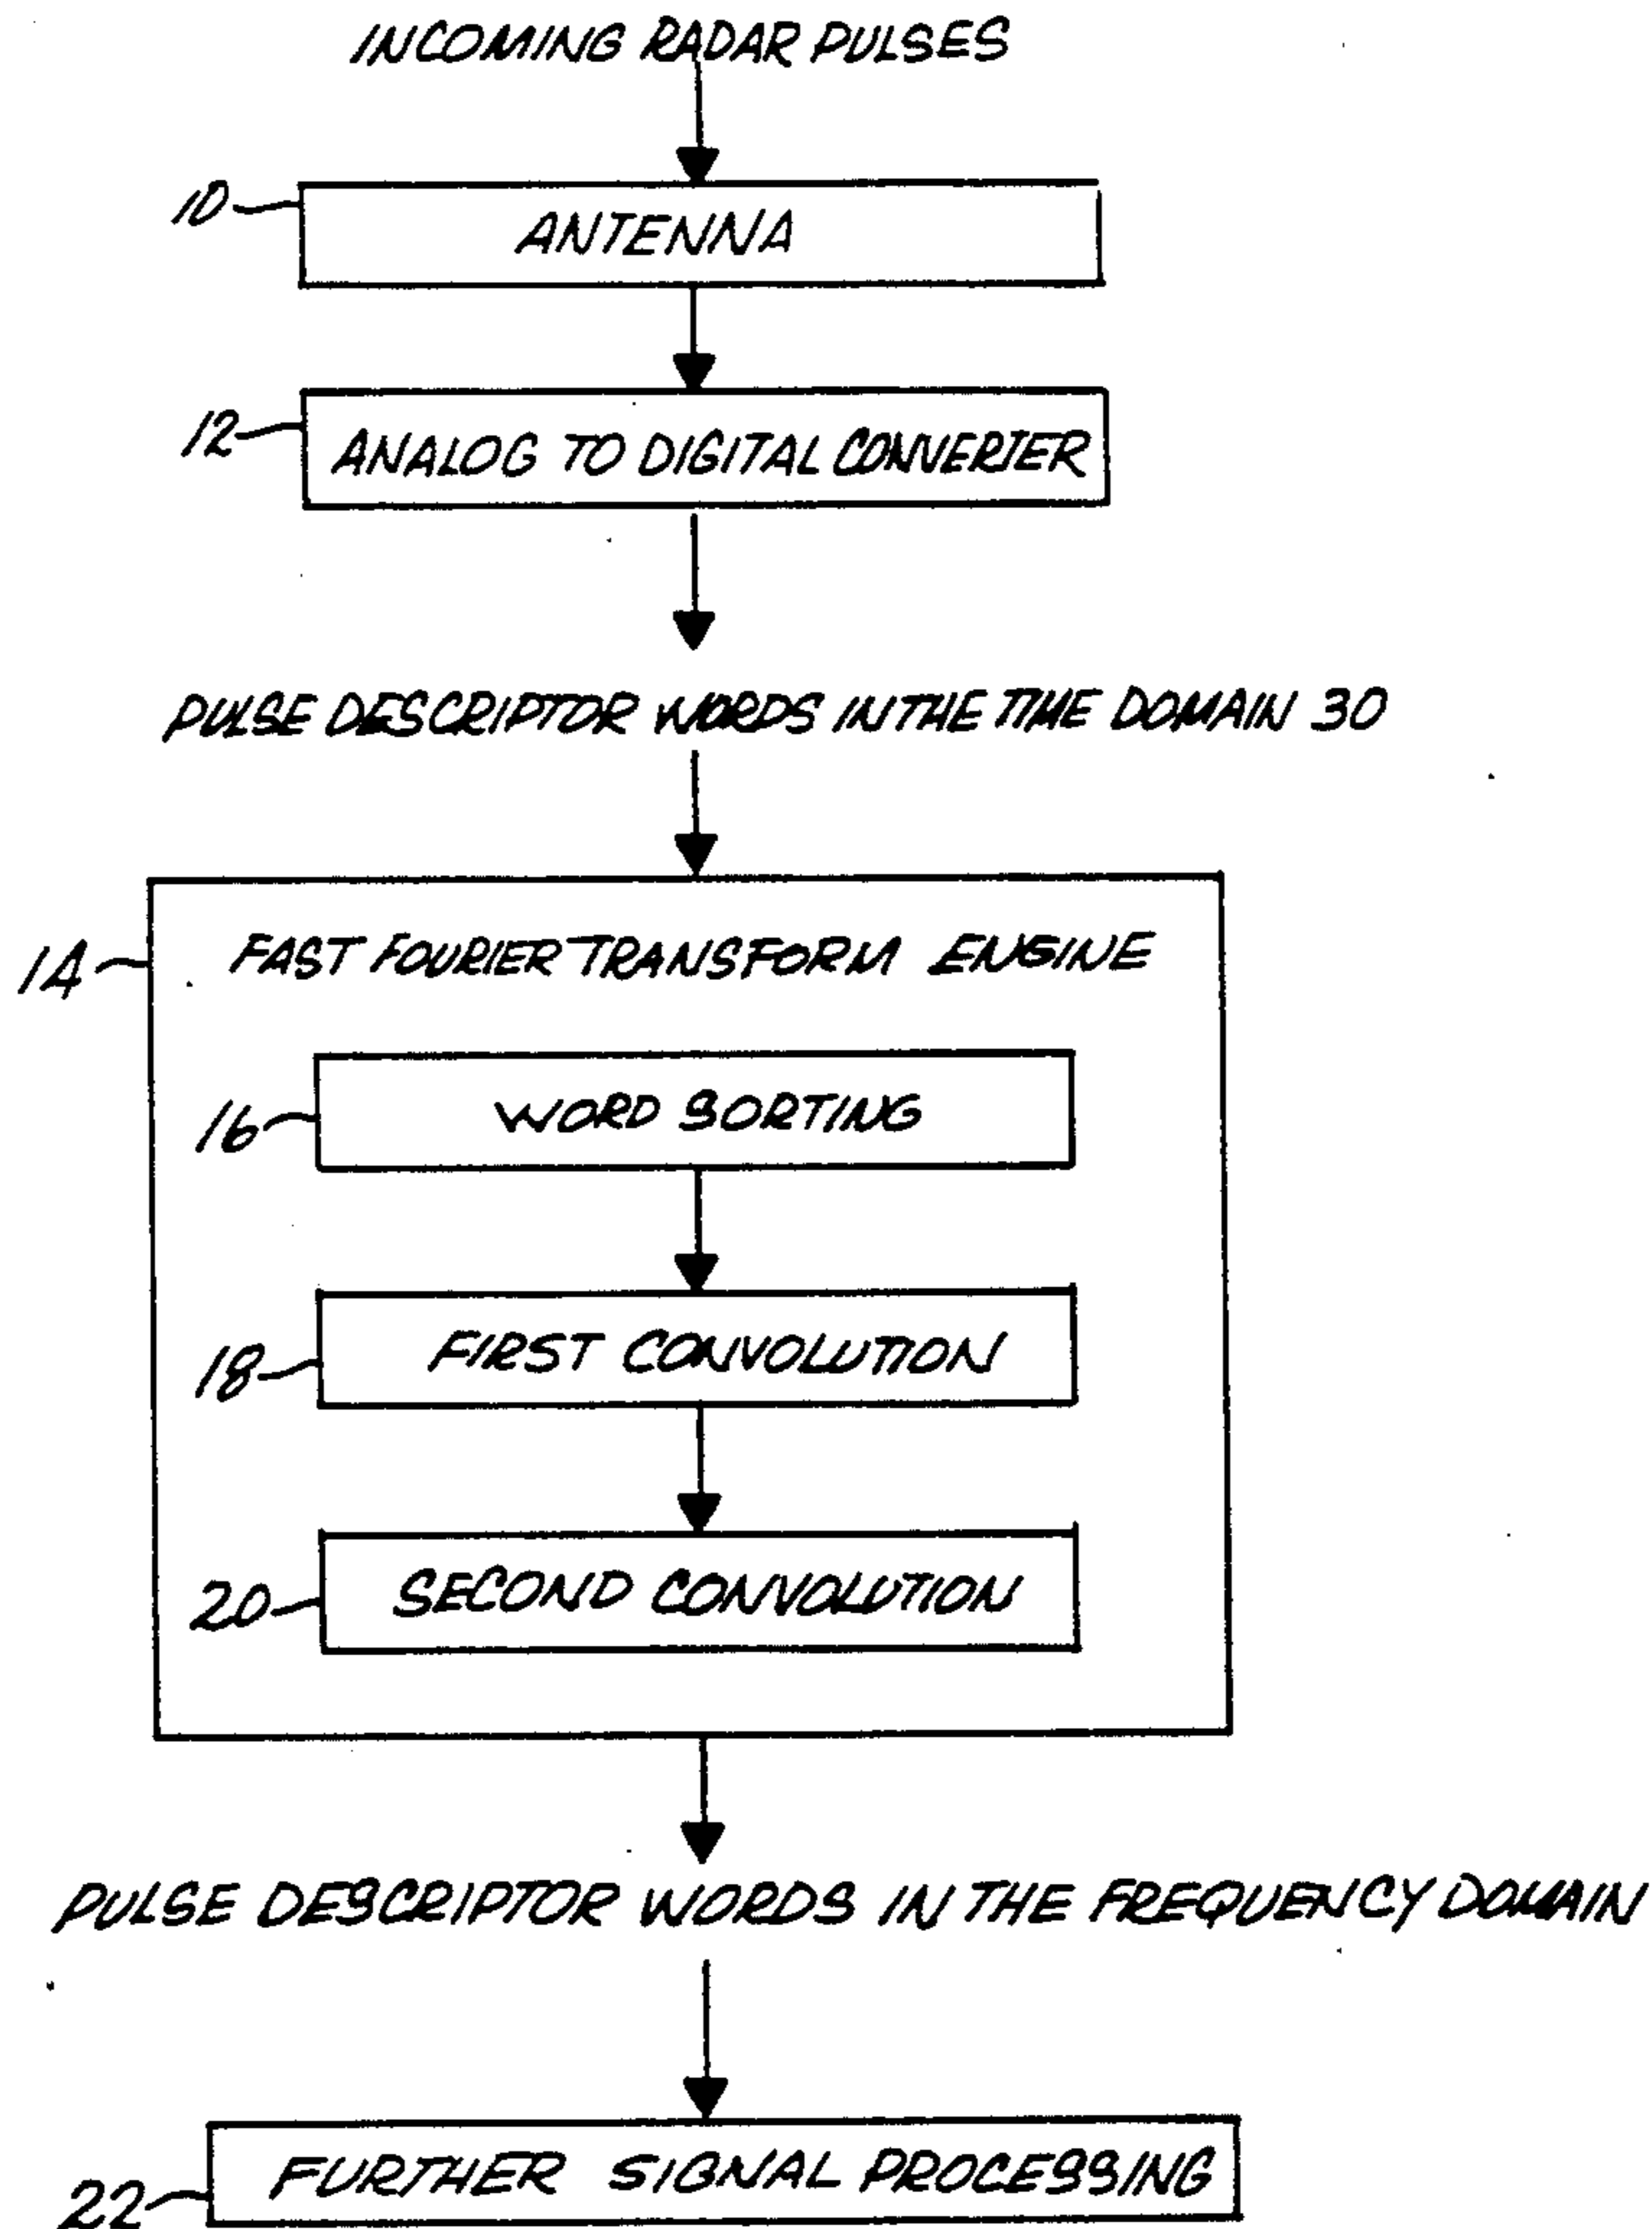 INCOMING RADAR PULSES
10
ANTENNA
12
ANALOG TO DIGITAL CONVERTER
PULSE DESCRIPTOR WORDS IN THE TIME DOMAIN 30
14
FAST FOURIER TRANSFORM ENGINE
16
WORD SORTING
18
FIRST CONVOLUTION
20
SECOND CONVOLUTION
PULSE DESCRIPTOR WORDS IN THE FREQUENCY DOMAIN
22
FURTHER SIGNAL PROCESSING